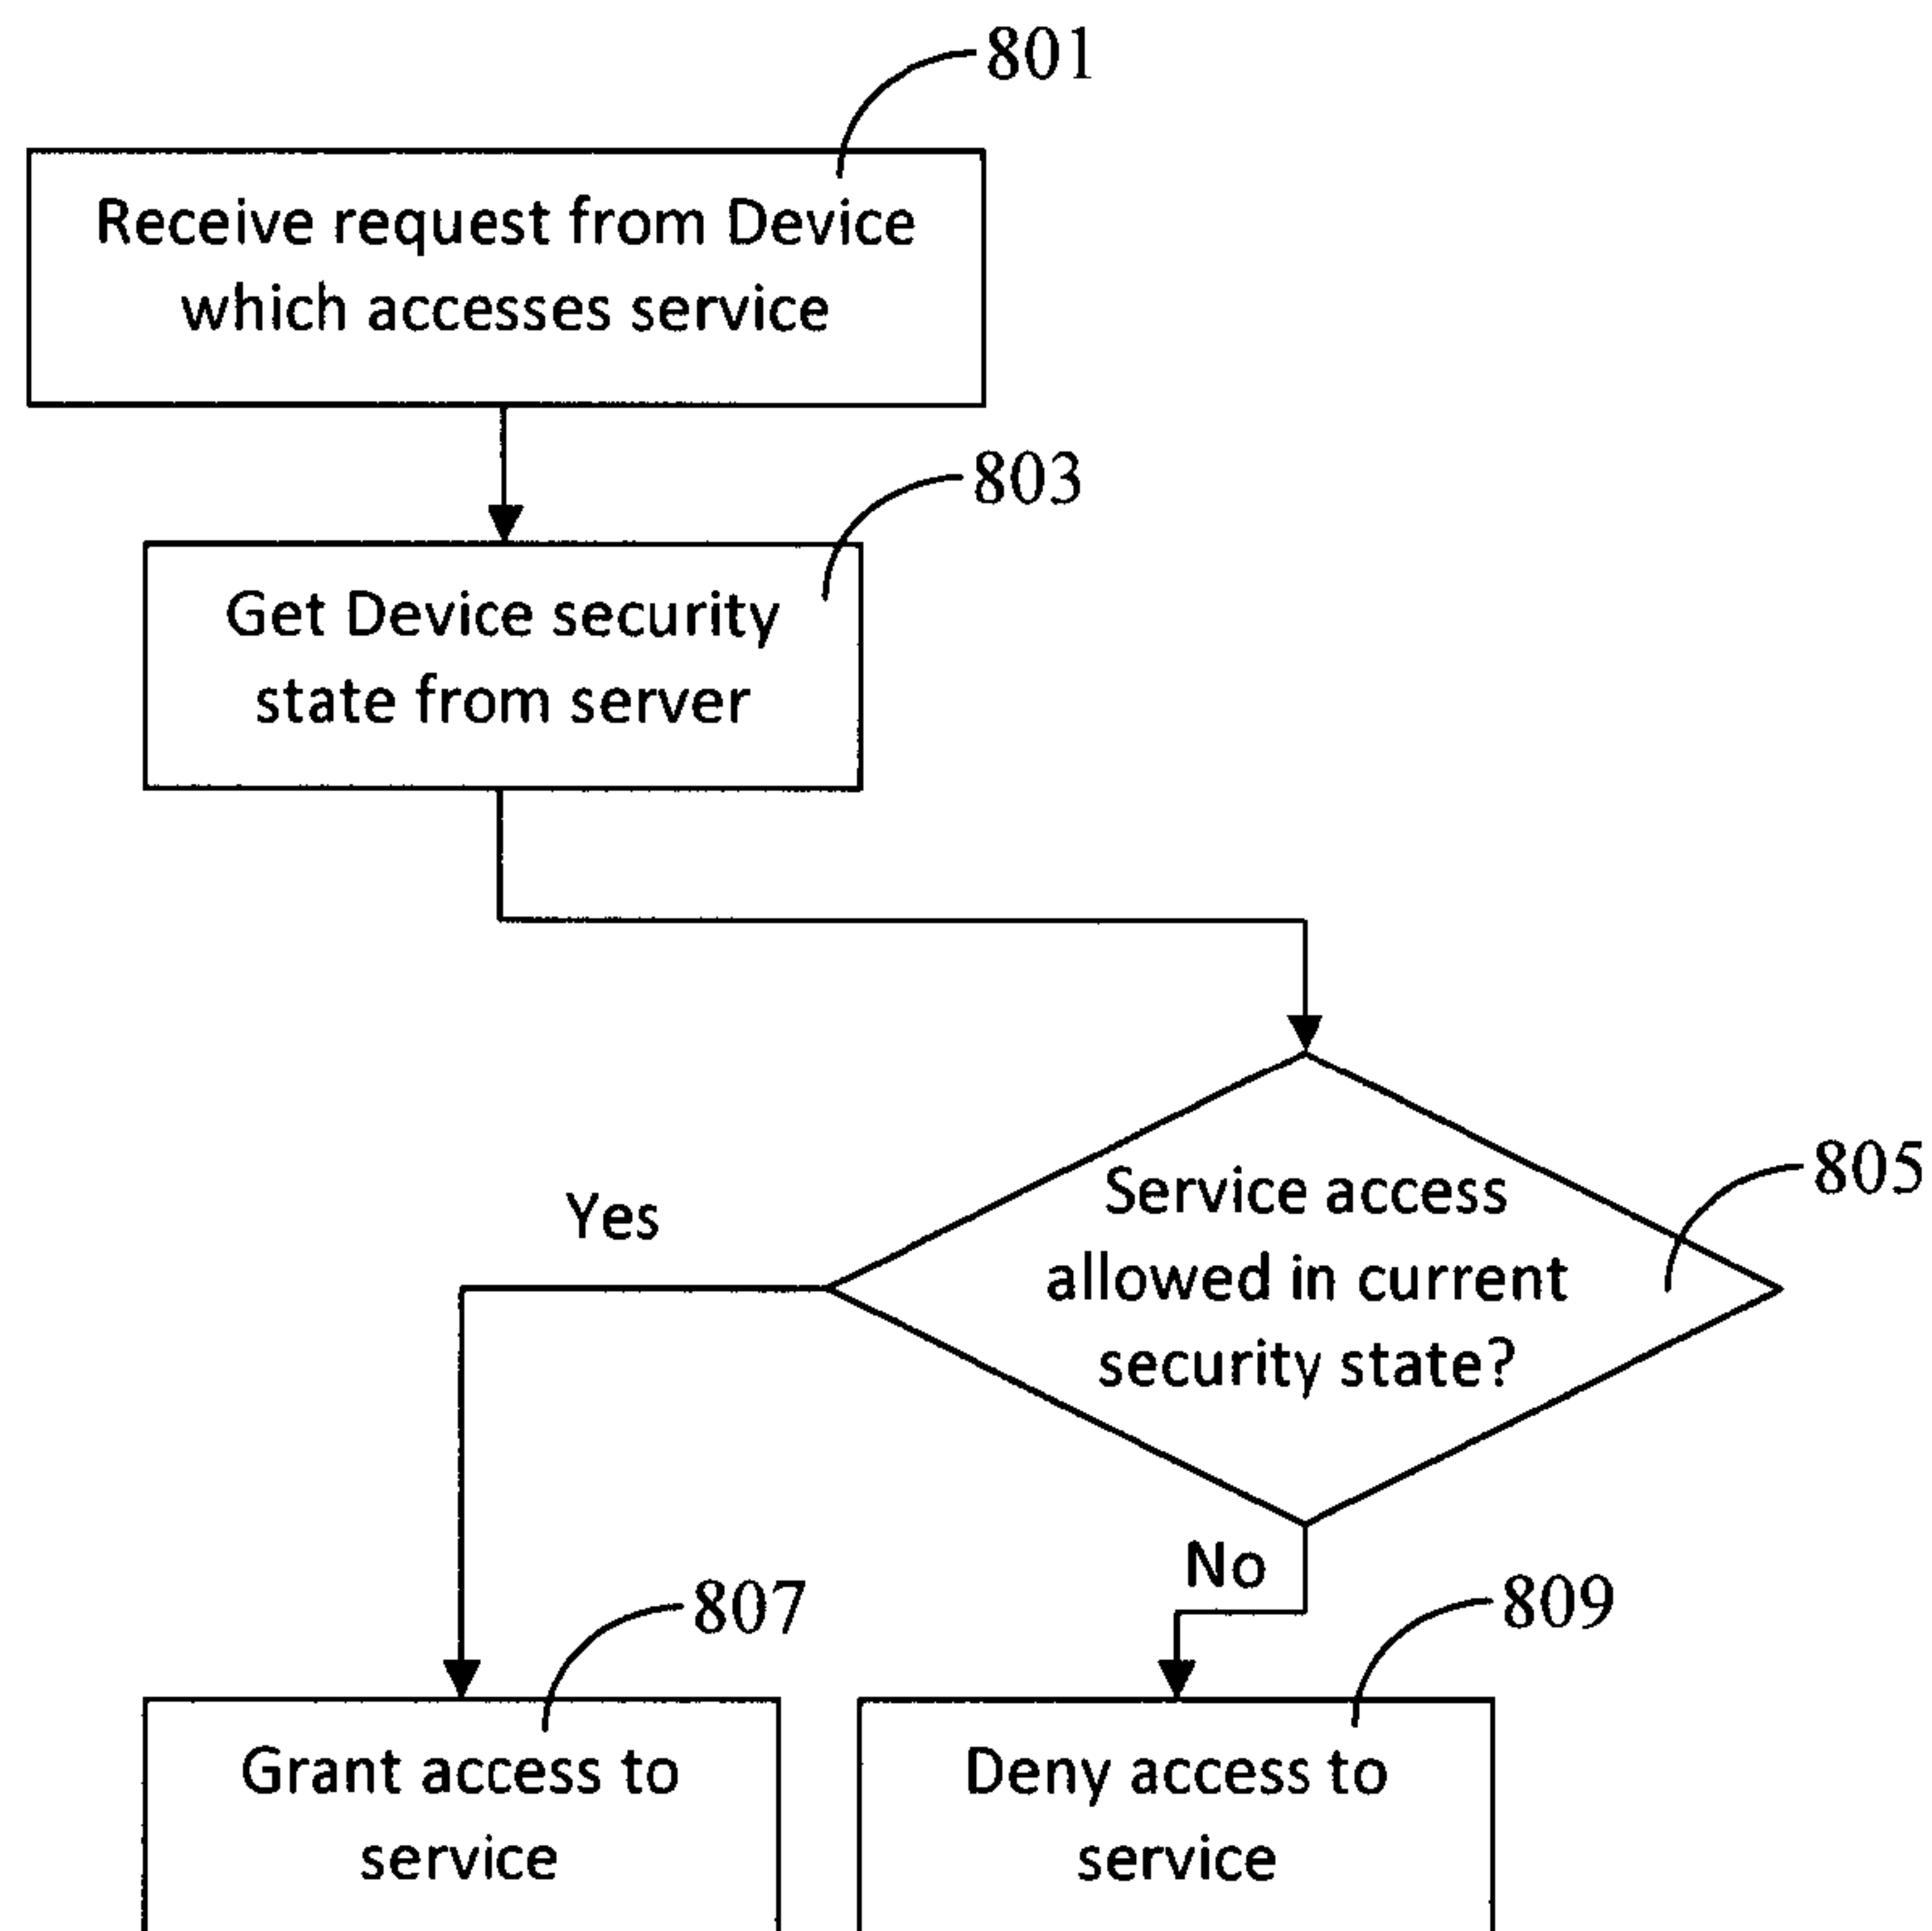 801
Receive request from Device
which accesses service
803
Get Device security
state from server
805
Service access
allowed in current
security state?
Yes
No
807
Grant access to
service
809
Deny access to
service